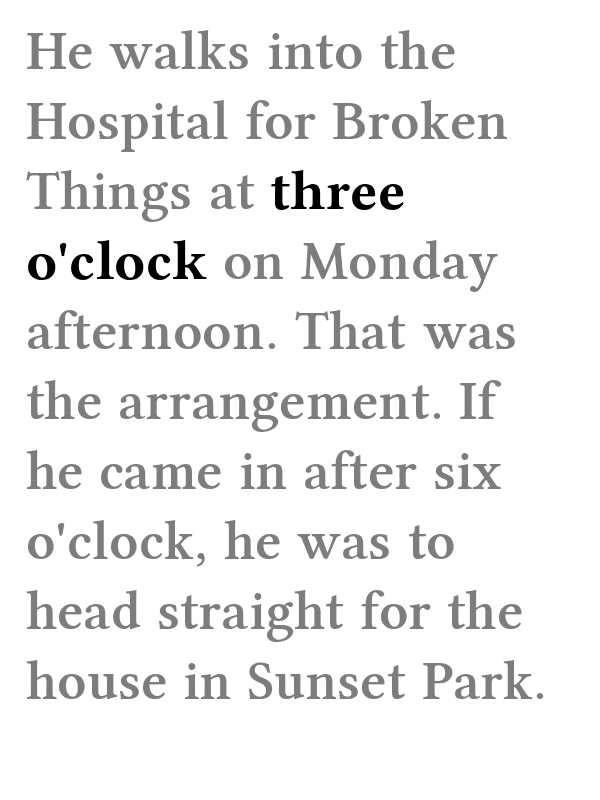 He walks into the
Hospital for Broken
Things at three
o'clock on Monday
afternoon. That was
the arrangement. If
he came in after six
o'clock, he was to
head straight for the
house in Sunset Park.